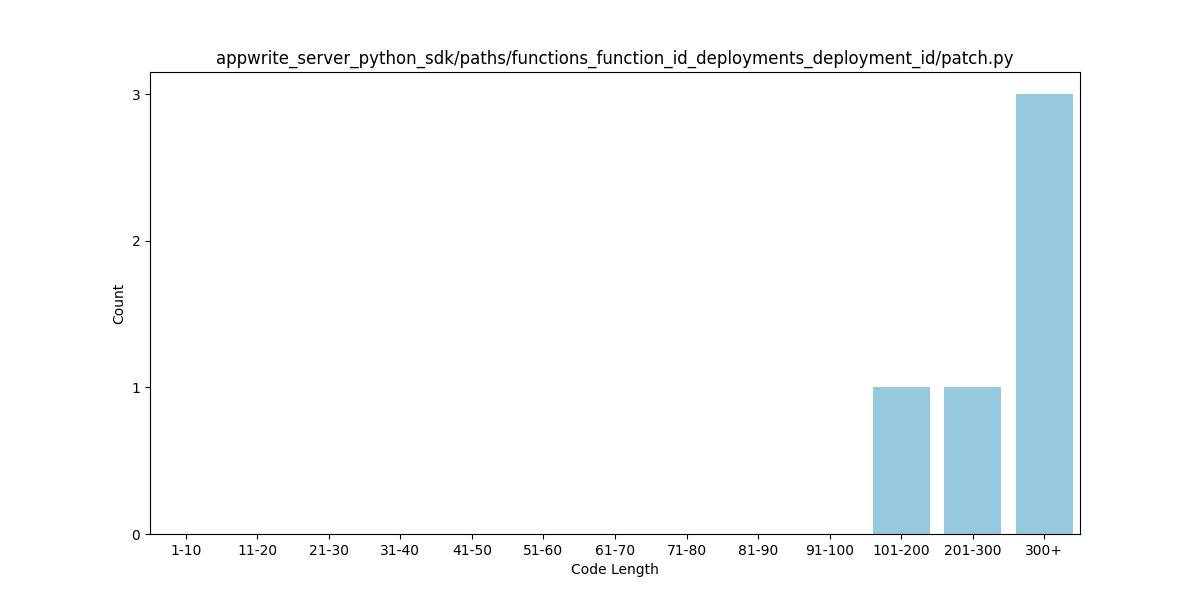 appwrite_server_python_sdk/paths/functions_function_id_deployments_deployment_id/patch.py
3
2
1
0
Count
1-10 11-20 21-30 31-40 41-50 51-60 61-70 71-80 81-90 91-100 101-200 201-300 300+
Code Length